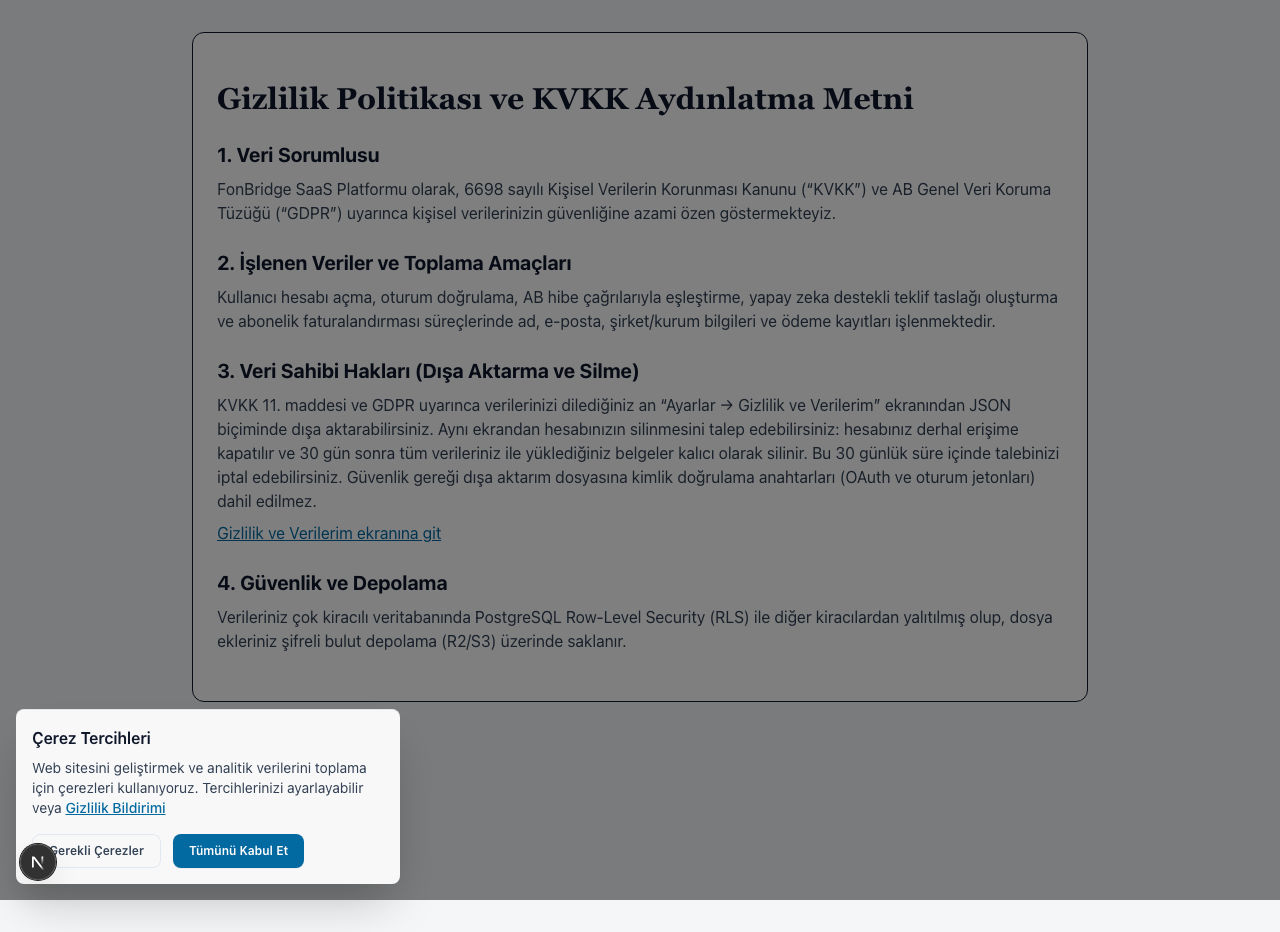 Gizlilik Politikası ve KVKK Aydınlatma Metni
1. Veri Sorumlusu
FonBridge SaaS Platformu olarak, 6698 sayılı Kişisel Verilerin Korunması Kanunu (“KVKK”) ve AB Genel Veri Koruma
Tüzüğü (“GDPR”) uyarınca kişisel verilerinizin güvenliğine azami özen göstermekteyiz.
2. İşlenen Veriler ve Toplama Amaçları
Kullanıcı hesabı açma, oturum doğrulama, AB hibe çağrılarıyla eşleştirme, yapay zeka destekli teklif taslağı oluşturma
ve abonelik faturalandırması süreçlerinde ad, e-posta, şirket/kurum bilgileri ve ödeme kayıtları işlenmektedir.
3. Veri Sahibi Hakları (Dışa Aktarma ve Silme)
KVKK 11. maddesi ve GDPR uyarınca verilerinizi dilediğiniz an “Ayarlar → Gizlilik ve Verilerim” ekranından JSON
biçiminde dışa aktarabilirsiniz. Aynı ekrandan hesabınızın silinmesini talep edebilirsiniz: hesabınız derhal erişime
kapatılır ve 30 gün sonra tüm verileriniz ile yüklediğiniz belgeler kalıcı olarak silinir. Bu 30 günlük süre içinde talebinizi
iptal edebilirsiniz. Güvenlik gereği dışa aktarım dosyasına kimlik doğrulama anahtarları (OAuth ve oturum jetonları)
dahil edilmez.
Gizlilik ve Verilerim ekranına git
4. Güvenlik ve Depolama
Verileriniz çok kiracılı veritabanında PostgreSQL Row-Level Security (RLS) ile diğer kiracılardan yalıtılmış olup, dosya
ekleriniz şifreli bulut depolama (R2/S3) üzerinde saklanır.
Çerez Tercihleri
Web sitesini geliştirmek ve analitik verilerini toplama
için çerezleri kullanıyoruz. Tercihlerinizi ayarlayabilir
veya Gizlilik Bildirimi
Gerekli Çerezler
Tümünü Kabul Et
N